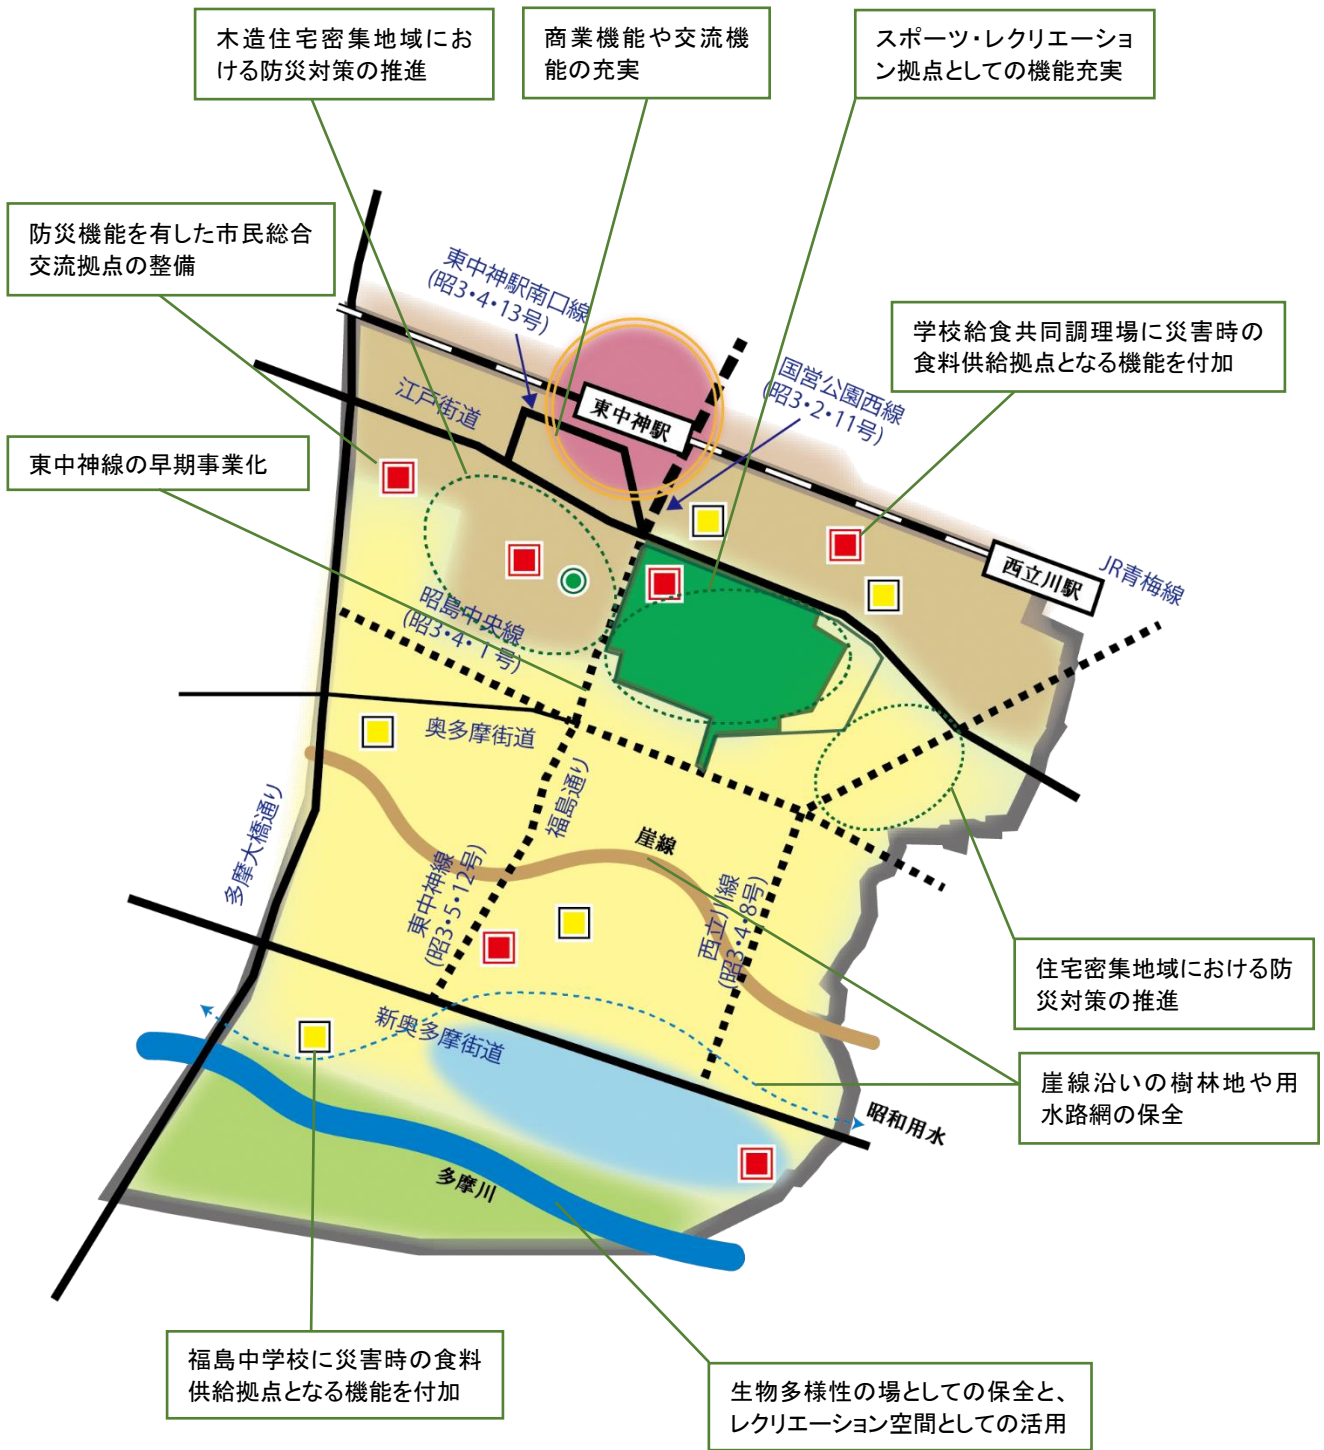 木造住宅密集地域にお
ける防災対策の推進
商業機能や交流機
能の充実
スポーツ・レクリエーショ
ン拠点としての機能充実
防災機能を有した市民総合
交流拠点の整備
東中神駅南口線
(昭3・4・13号)
国営公園西線
(昭3・2・11号)
学校給食共同調理場に災害時の
食料供給拠点となる機能を付加
江戸街道
東中神駅
東中神線の早期事業化
西立川駅
JR青梅線
昭島中央線
(昭3・4・1号)
奥多摩街道
福島通り
多摩大橋通り
崖線
東中神線
(昭3・5・12号)
西立川線
(昭3・4・8号)
住宅密集地域における防
災対策の推進
新奥多摩街道
崖線沿いの樹林地や用
水路網の保全
昭和用水
多摩川
福島中学校に災害時の食料
供給拠点となる機能を付加
生物多様性の場としての保全と、
レクリエーション空間としての活用